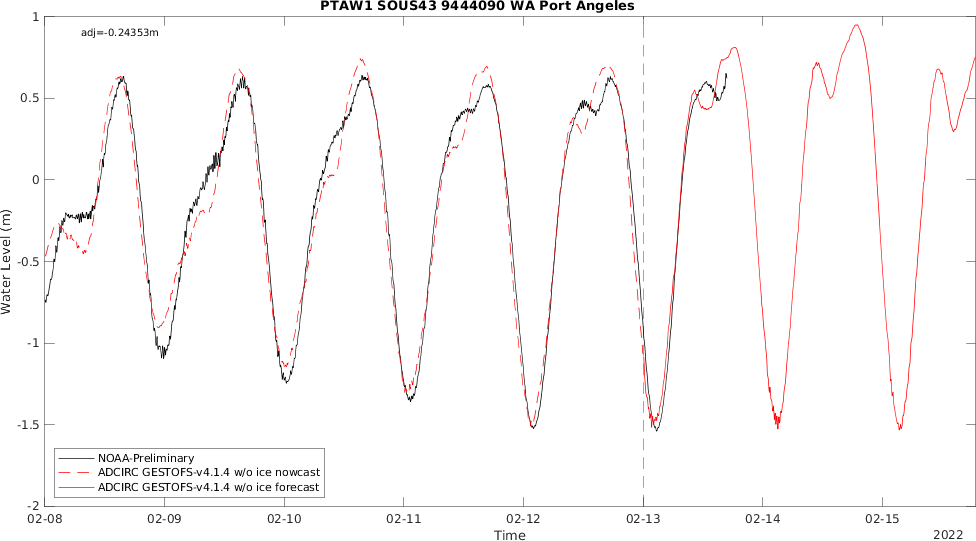 PTAW1 SOUS43 9444090 WA Port Angeles
adj=-0.24353m
1
0.5
0
-0.5
-1
-1.5
-2
Water Level (m)
NOAA-Preliminary
ADCIRC GESTOFS-v4.1.4 w/o ice nowcast
ADCIRC GESTOFS-v4.1.4 w/o ice forecast
02-08 02-09 02-10 02-11 02-12 02-13 02-14 02-15
Time
2022